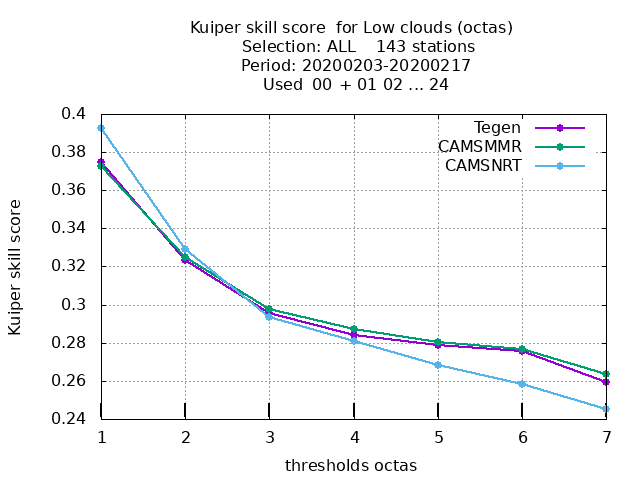 Kuiper skill score  for Low clouds (octas)
Selection: ALL    143 stations
Period: 20200203-20200217
Used  00 + 01 02 ... 24
Tegen
CAMSMMR
CAMSNRT
0.4
0.38
0.36
0.34
0.32
0.3
0.28
0.26
0.24
Kuiper skill score
1 2 3 4 5 6 7
thresholds octas